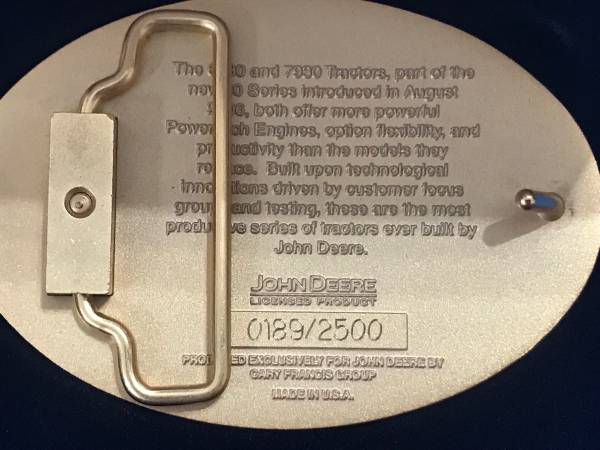 The and 7930 Tractors, part of the
Series introduced in August
both offer more powerful
Engines, option flexibility, and
than the models they
Built upon technological
driven by customer focus
and testing, these are the most
series of tractors ever built by
John Deere.
JOHN DEERE
LICENSED PRODUCT
0189/2500
EXCLUSIVELY FOR JOHN DEERE BY
GARY FRANCIS GROUP
MADE IN U.S.A.